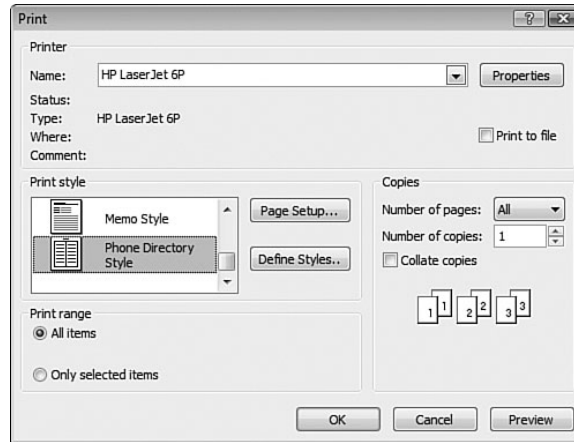 Print
Printer
Name: HP LaserJet 6P Properties
Status:
Type: HP LaserJet 6P
Where: Print to file
Comment:
Print style
Memo Style
Phone Directory
Style
Page Setup...
Define Styles..
Copies
Number of pages: All
Number of copies: 1
Collate copies
1 1 2 2 3 3
Print range
All items
Only selected items
OK Cancel Preview